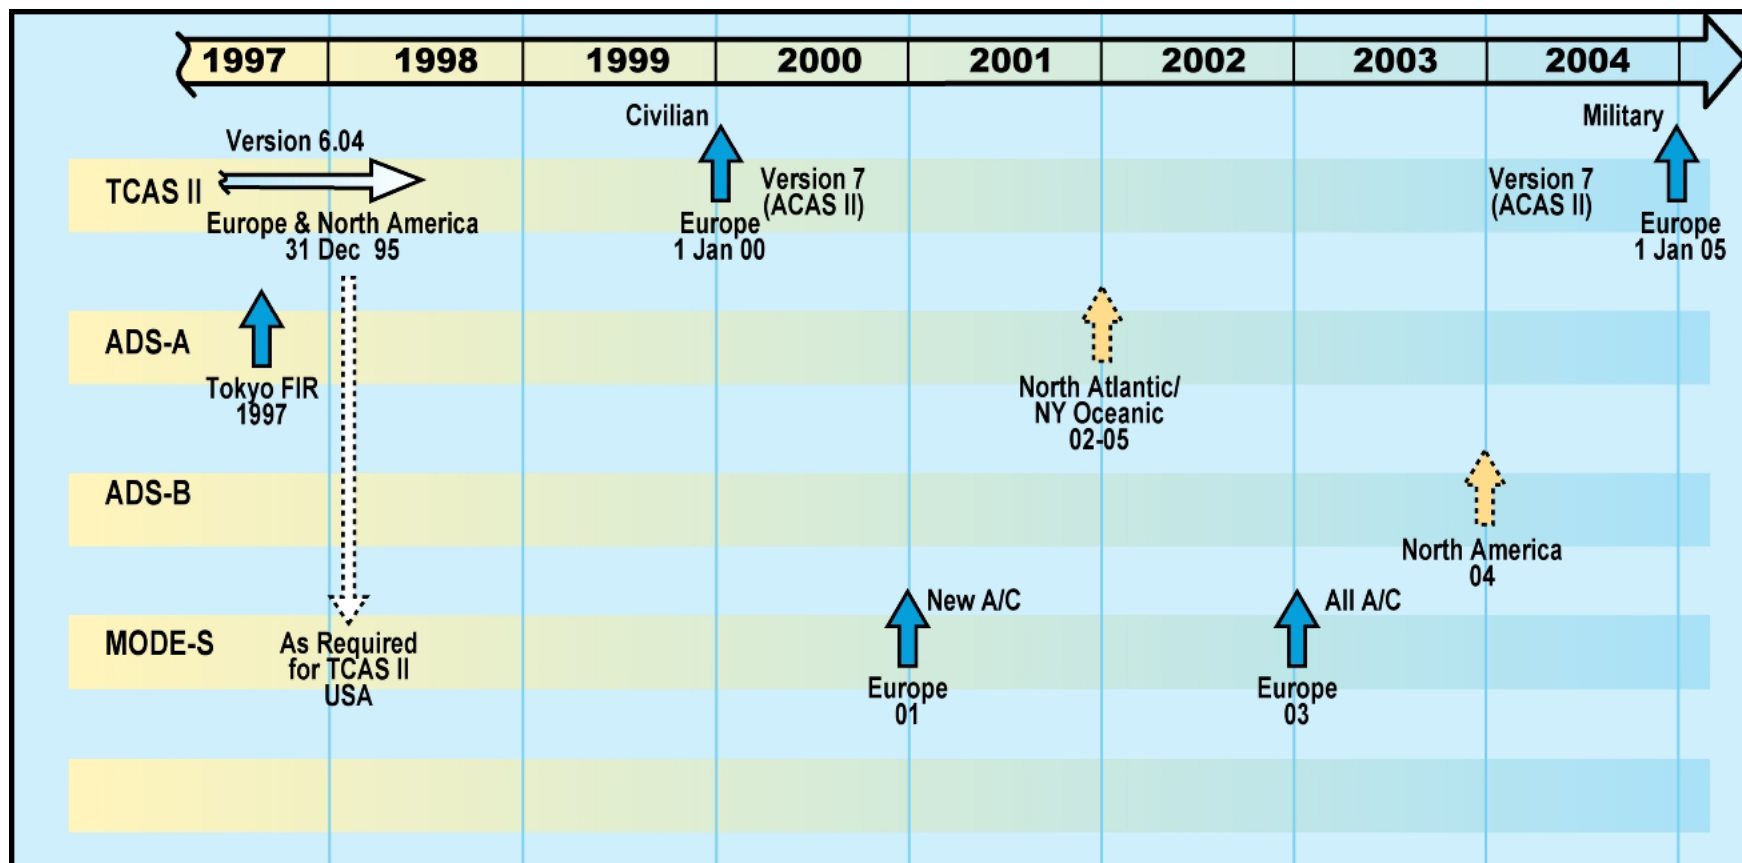 1997 1998 1999 2000 2001 2002 2003 2004
Civilian
Military
Version 6.04
TCAS II
Version 7
(ACAS II)
Version 7
(ACAS II)
Europe & North America
31 Dec 95
Europe
1 Jan 00
Europe
1 Jan 05
ADS-A
Tokyo FIR
1997
North Atlantic/
NY Oceanic
02-05
ADS-B
North America
04
New A/C
All A/C
MODE-S
As Required
for TCAS II
USA
Europe
01
Europe
03